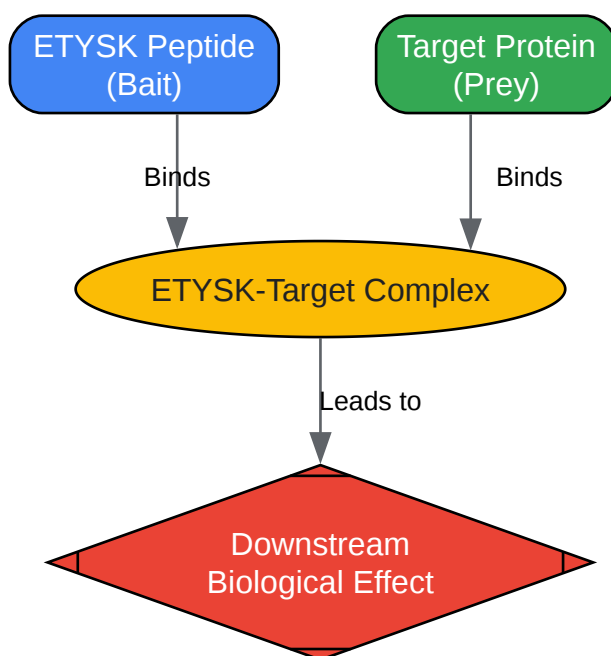 ETYSK Peptide
(Bait)
Target Protein
(Prey)
Binds
Binds
ETYSK-Target Complex
Leads to
Downstream
Biological Effect